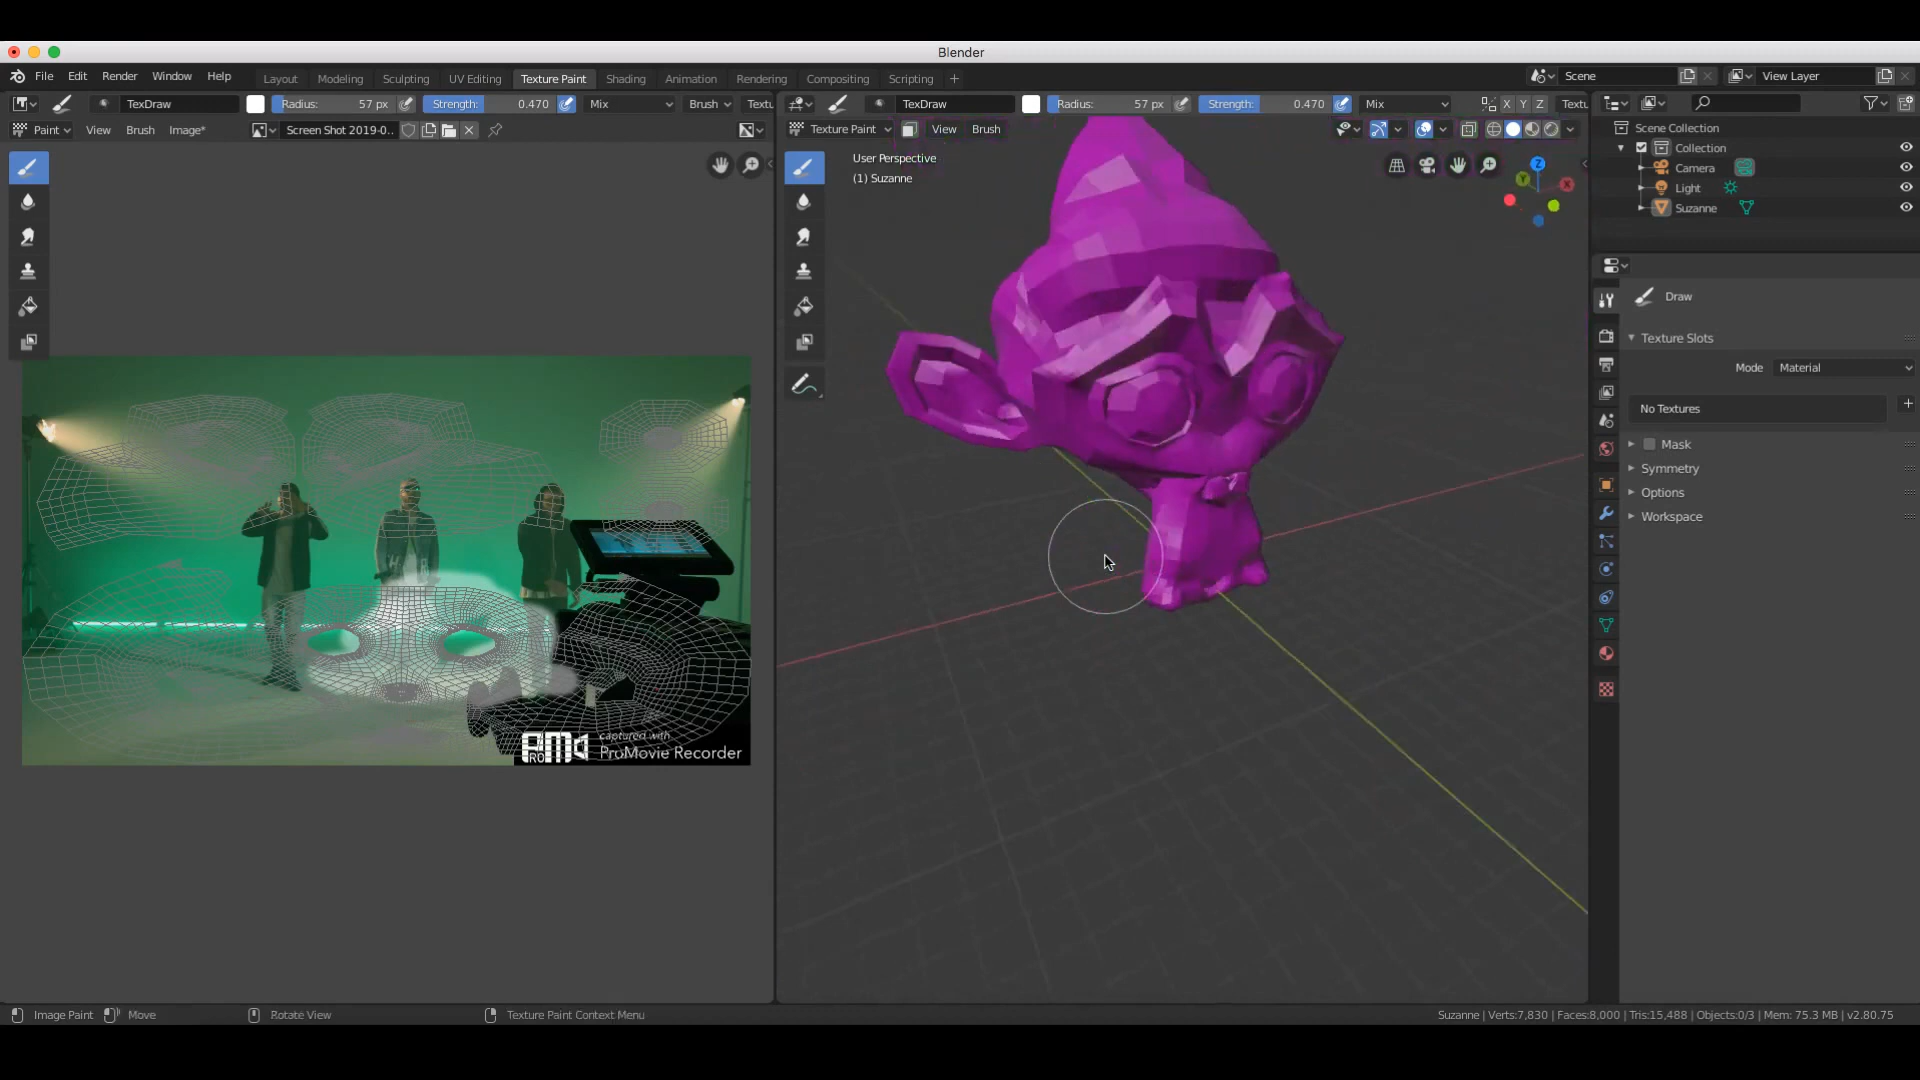 Blender
File Edit Render Window Help Layout Modeling Sculpting UV Editing Texture Paint Shading Animation Rendering Compositing Scripting + Scene View Layer
TexDraw Radius: 57 px Strength: 0.470 Mix Brush Textu TexDraw Radius: 57 px Strength: 0.470 Mix X Y Z Textu
Paint View Brush Image* Screen Shot 2019-0.. Texture Paint View Brush
Scene Collection
Collection
Camera
Light
Suzanne
User Perspective
(1) Suzanne
Z
Y
X
Draw
Texture Slots
Mode Material
No Textures +
Mask
Symmetry
Options
Workspace
captured with
PRO ProMovie Recorder
Image Paint Move Rotate View Texture Paint Context Menu Suzanne | Verts:7,830 | Faces:8,000 | Tris:15,488 | Objects:0/3 | Mem: 75.3 MB | v2.80.75